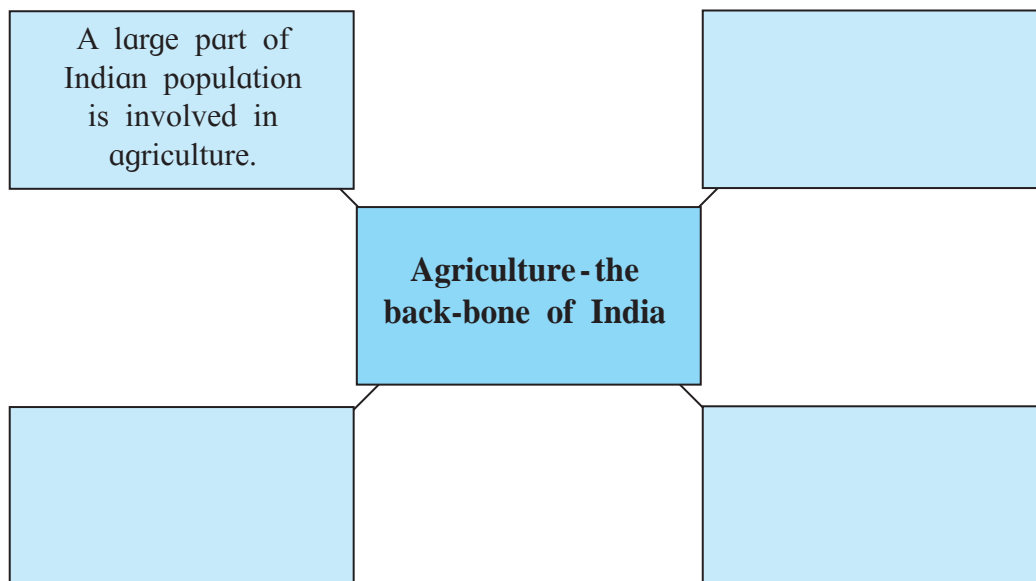 A large part of
Indian population
is involved in
agriculture.
Agriculture - the
back-bone of India